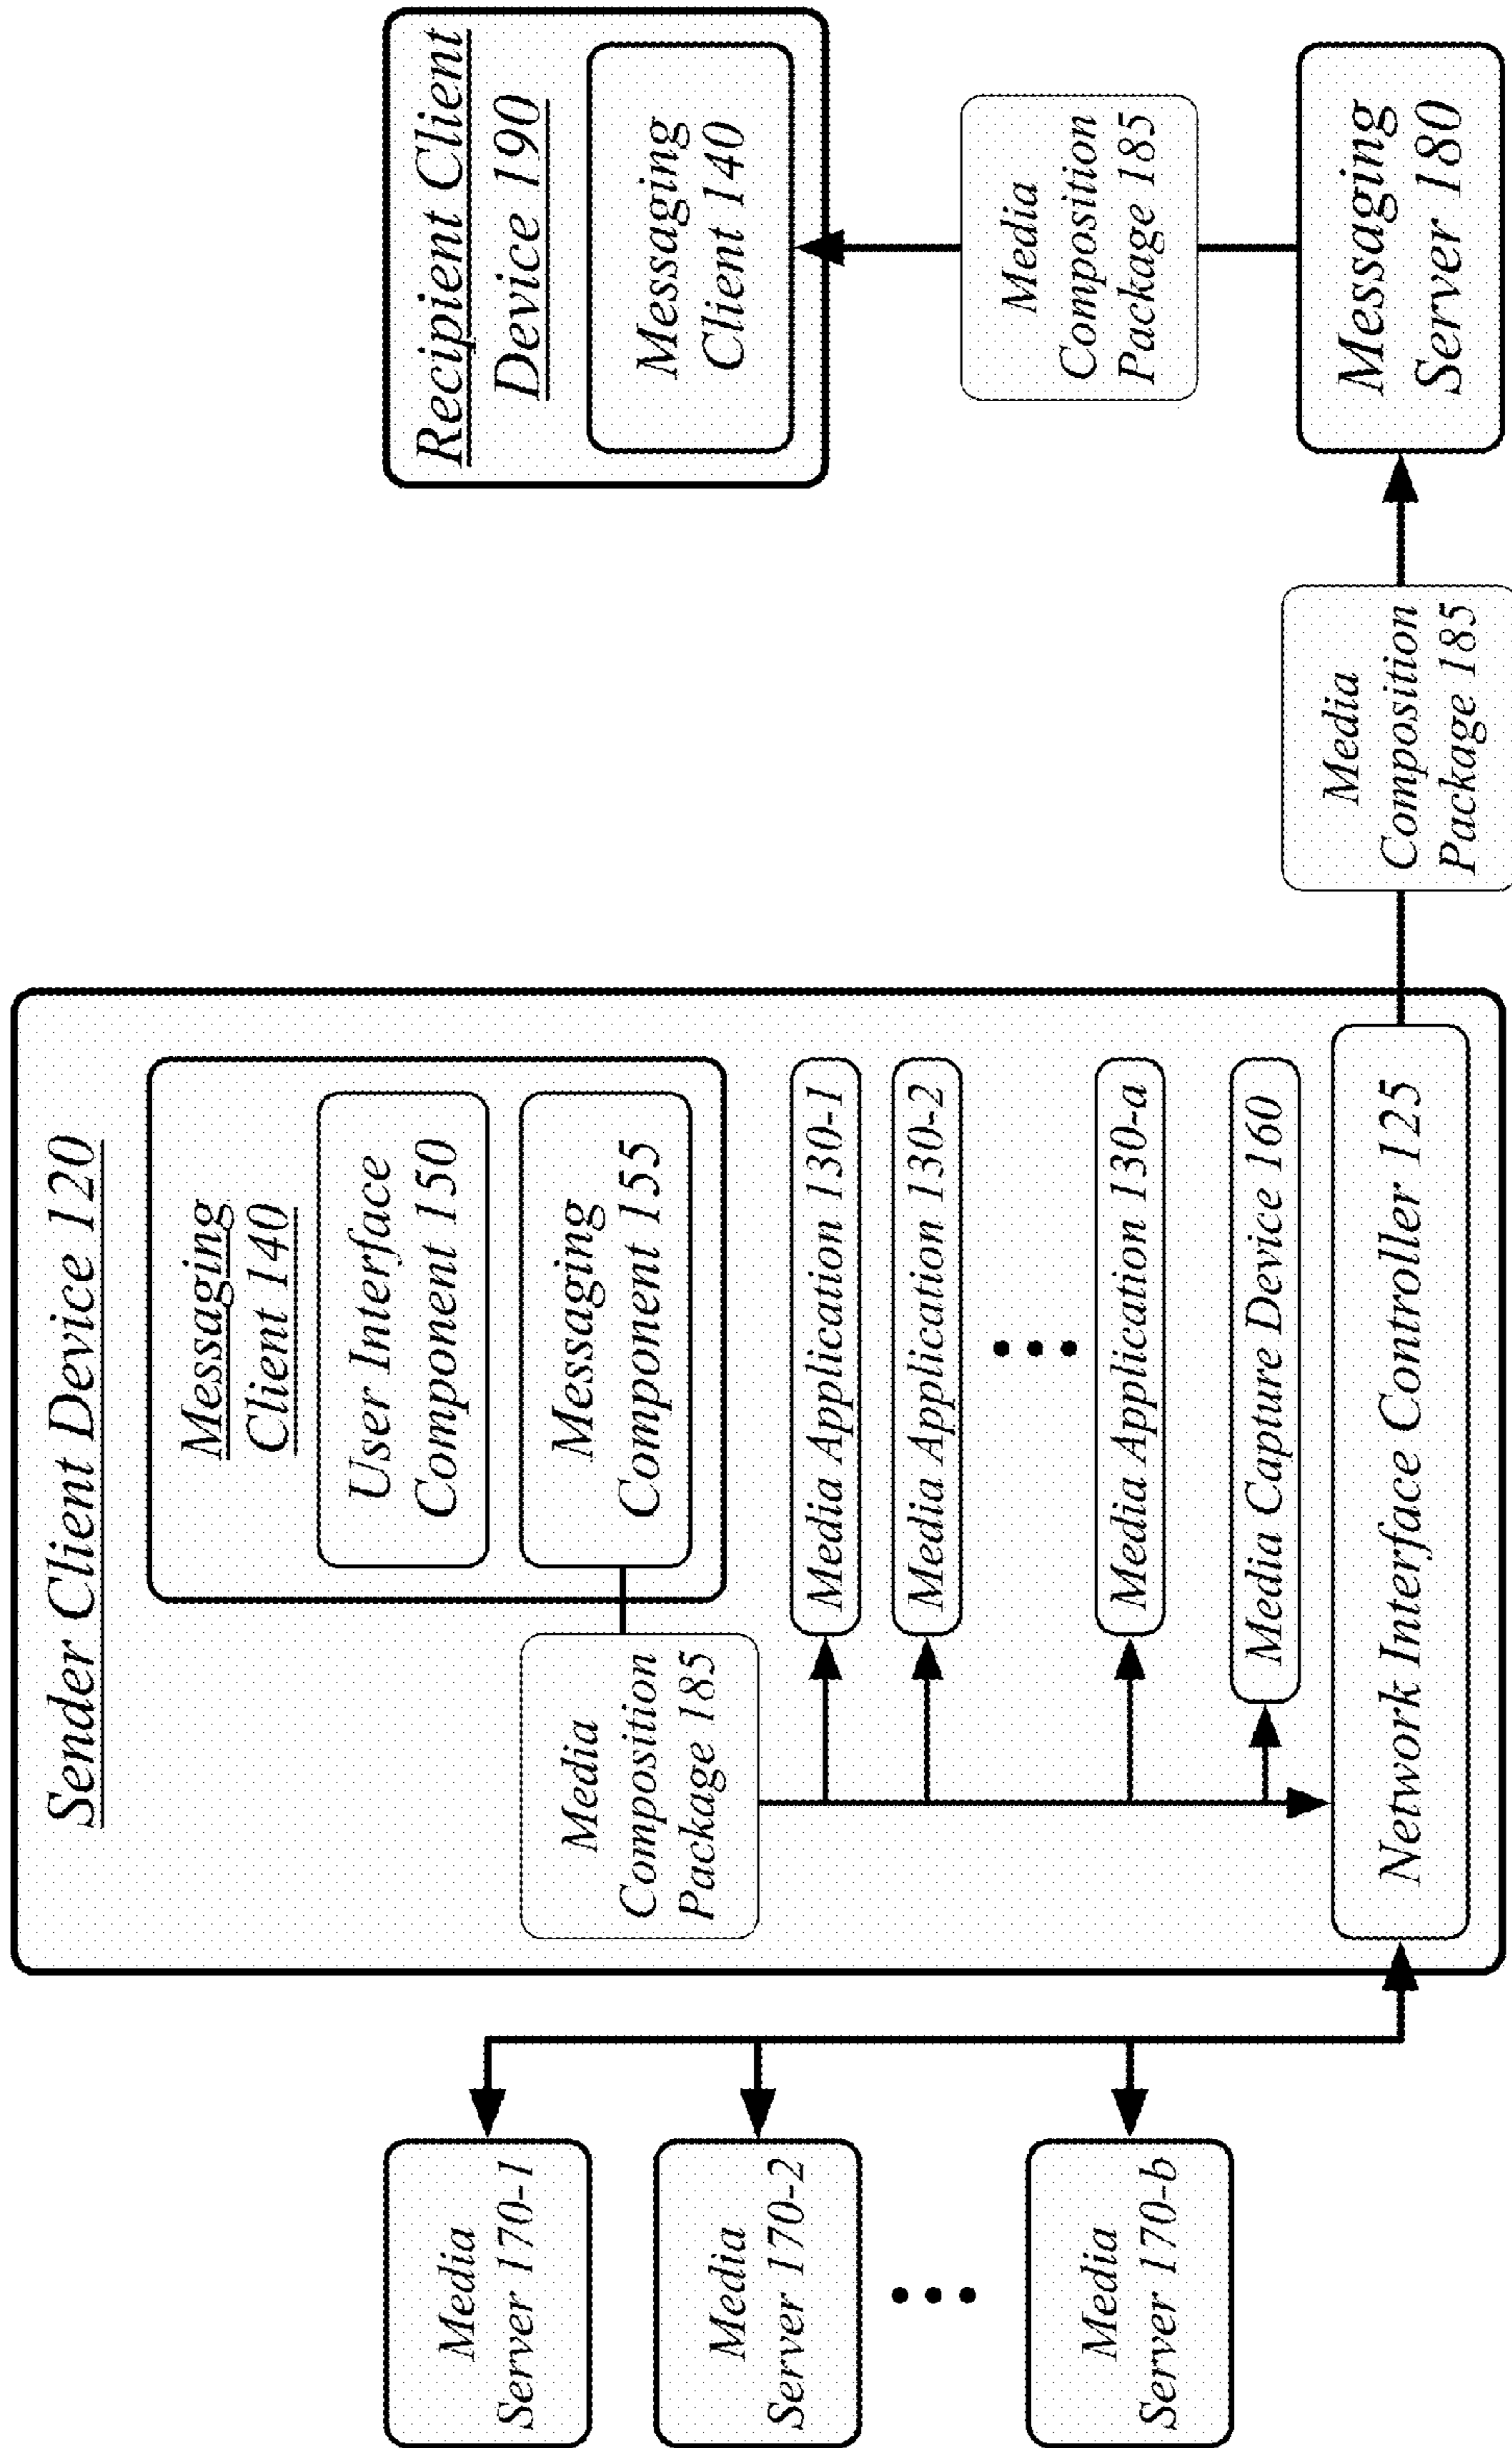 Sender Client Device 120
Messaging
Client 140
User Interface
Component 150
Messaging
Component 155
Media
Composition
Package 185
Media Application 130-1
Media Application 130-2
Media Application 130-a
Media Capture Device 160
Network Interface Controller 125
Media
Server 170-1
Media
Server 170-2
Media
Server 170-b
Media
Composition
Package 185
Messaging
Server 180
Media
Composition
Package 185
Recipient Client
Device 190
Messaging
Client 140